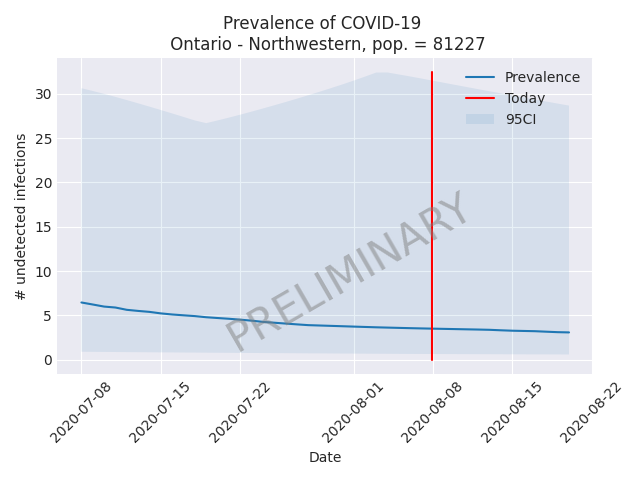 Prevalence of COVID-19
Ontario - Northwestern, pop. = 81227
# undetected infections
30
25
20
15
10
5
0
Prevalence
Today
95CI
PRELIMINARY
2020-07-08
2020-07-15
2020-07-22
2020-08-01
2020-08-08
2020-08-15
2020-08-22
Date